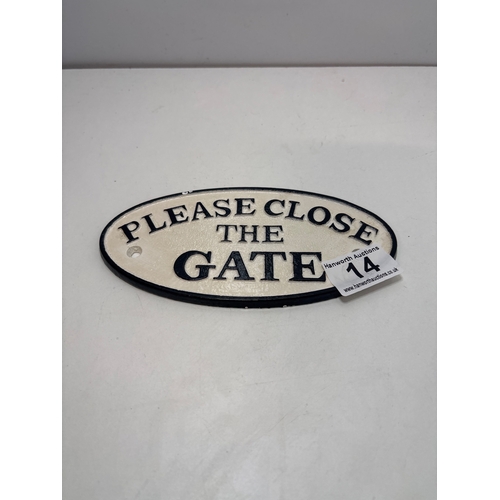 PLEASE CLOSE
THE
GATE
Hanworth Auctions
14
www.hanworthauctions.co.uk